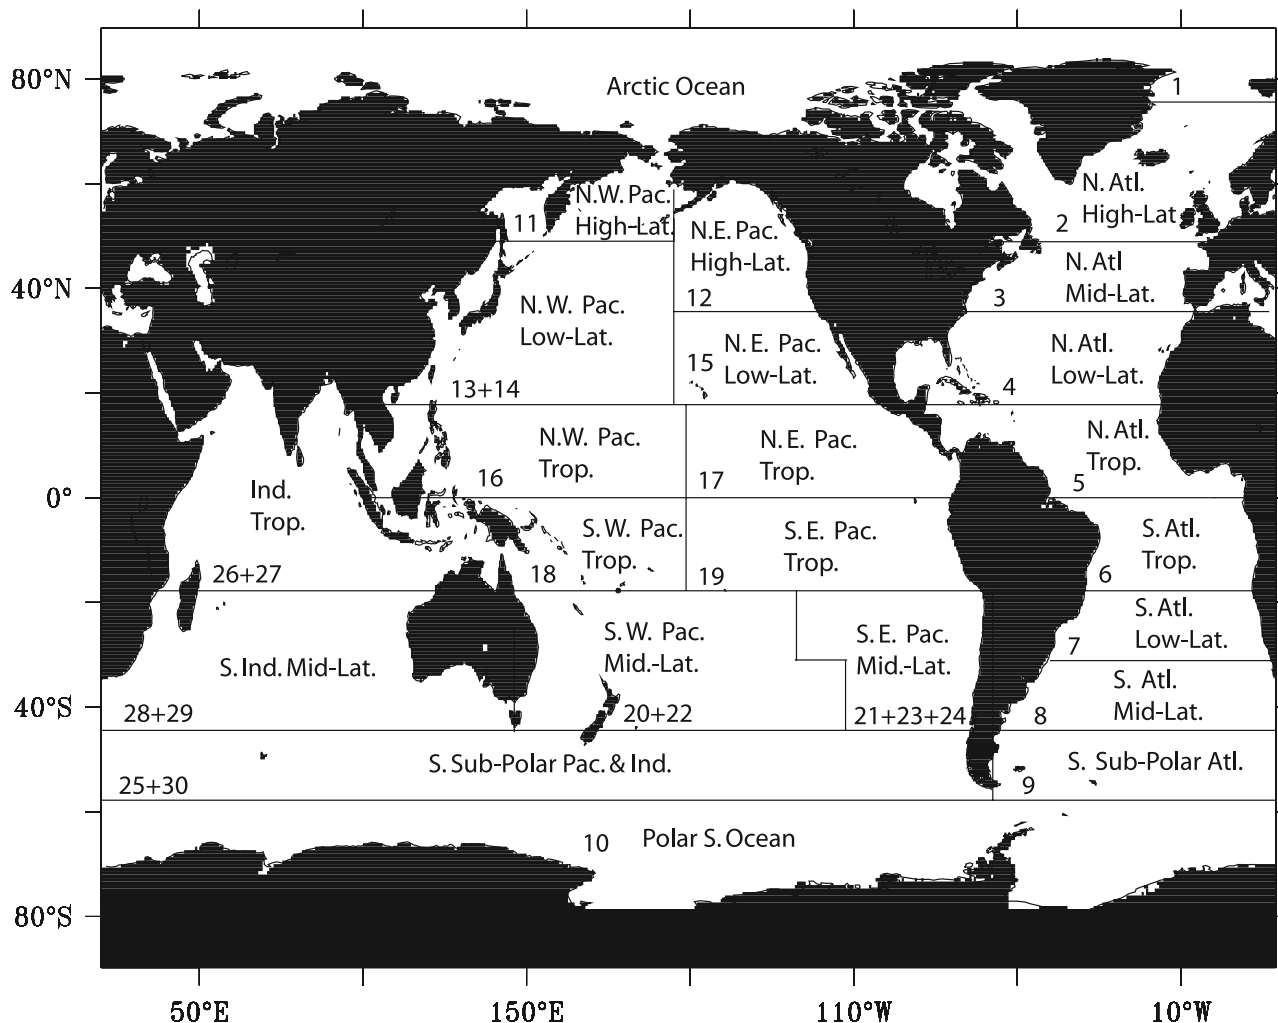 80°N
Arctic Ocean
1
N.W. Pac.
High-Lat.
11
N. Atl.
High-Lat
2
N.E. Pac.
High-Lat.
12
N. Atl
Mid-Lat.
3
40°N
N.W. Pac.
Low-Lat.
13+14
15
N. E. Pac.
Low-Lat.
N. Atl.
Low-Lat.
4
N.W. Pac.
Trop.
16
N. E. Pac.
Trop.
17
N. Atl.
Trop.
5
0°
Ind.
Trop.
26+27
S. W. Pac.
Trop.
18
S. E. Pac.
Trop.
19
S. Atl.
Trop.
6
S. Atl.
Low-Lat.
7
S. Ind. Mid-Lat.
28+29
S. W. Pac.
Mid.-Lat.
20+22
S. E. Pac.
Mid.-Lat.
21+23+24
S. Atl.
Mid-Lat.
8
40°S
S. Sub-Polar Pac. & Ind.
25+30
S. Sub-Polar Atl.
9
10
Polar S. Ocean
80°S
50°E
150°E
110°W
10°W